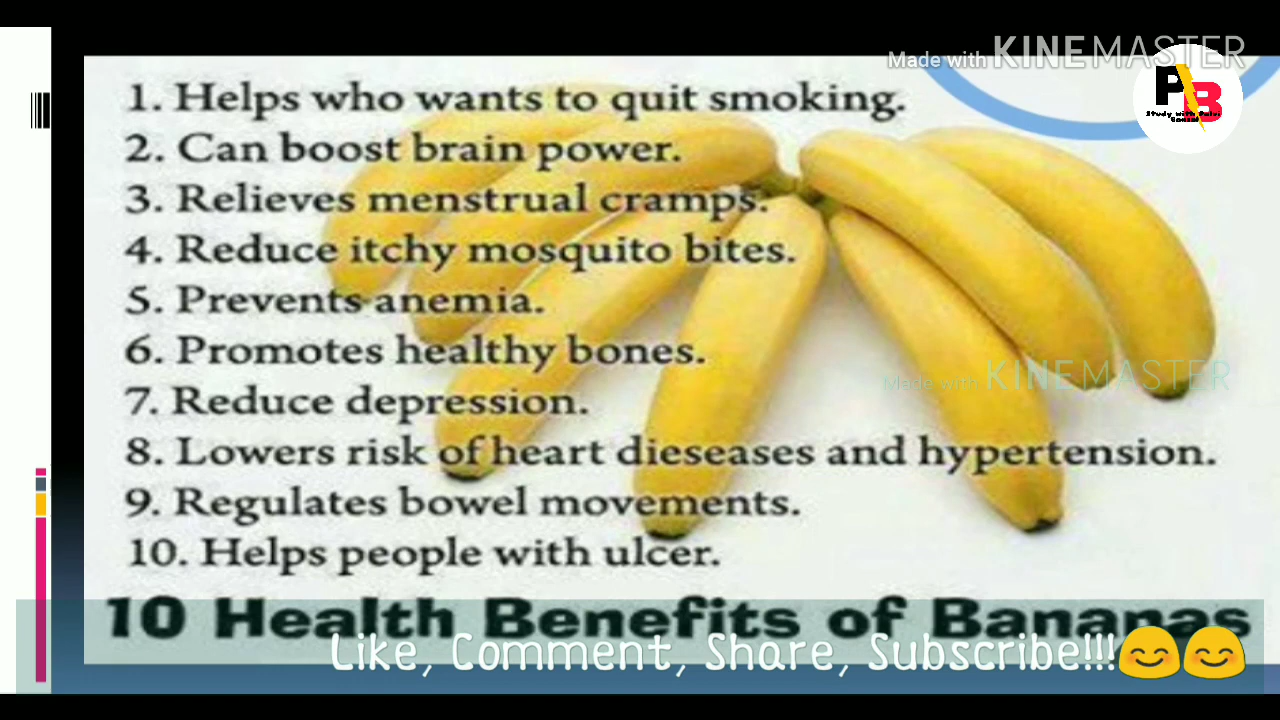 Made with KINEMASTER
PB
1. Helps who wants to quit smoking.
2. Can boost brain power.
3. Relieves menstrual cramps.
4. Reduce itchy mosquito bites.
5. Prevents anemia.
6. Promotes healthy bones.
7. Reduce depression.
Made with KINEMASTER
8. Lowers risk of heart dieseases and hypertension.
9. Regulates bowel movements.
10. Helps people with ulcer.
10 Health Benefits of Bananas
Like, Comment, Share, Subscribe!!!😊😊